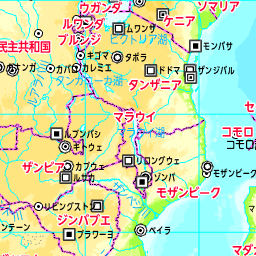 ウガンダ
ソマリア
ルワンダ
ムワンザ
ケニア
ブルンジ
ビクトリア湖
モンバサ
民主共和国
キゴマ
タボラ
カバロ
カレミエ
ドドマ
ザンジバル
タンガニーカ湖
タンザニア
マラウイ
マラウイ湖
ルブンバシ
コモロ
キトウェ
コモロ
ザンビア
カブウェ
リロングウェ
ルサカ
ゾンバ
モザンビーク
モザンビーク
リビングストン
ジンバブエ
ブラワーヨ
ベイラ
マダ